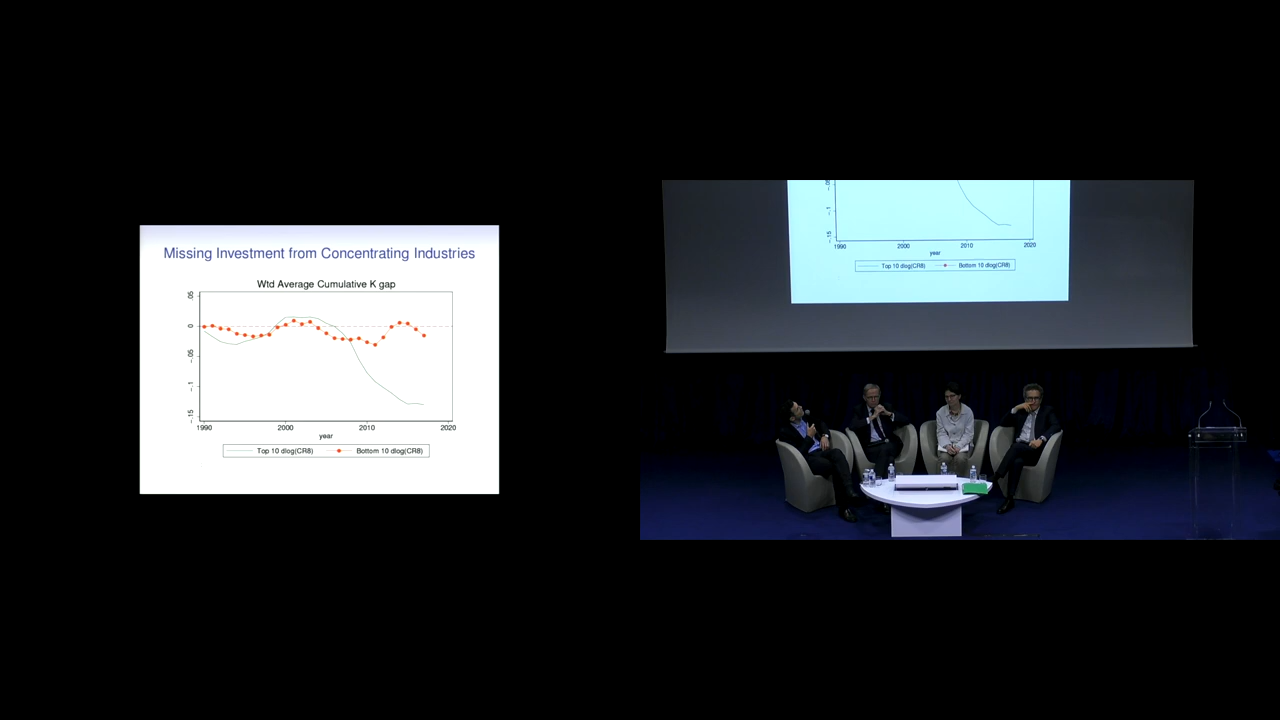 Missing Investment from Concentrating Industries
Wtd Average Cumulative K gap
.05
0
-.05
-.1
-.15
1990 2000 2010 2020
year
Top 10 dlog(CR8) Bottom 10 dlog(CR8)
-.05
-.1
-.15
1990 2000 2010 2020
year
Top 10 dlog(CR8) Bottom 10 dlog(CR8)